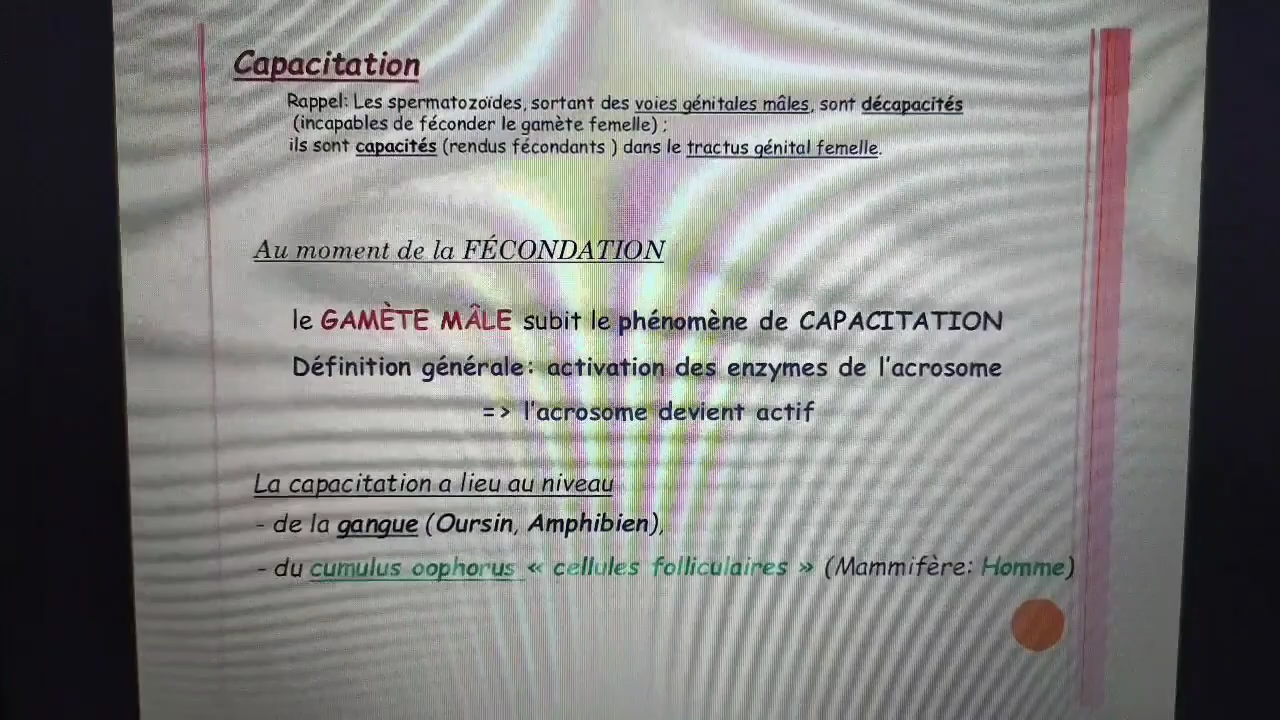 Capacitation
Rappel: Les spermatozoïdes, sortant des voies génitales mâles, sont décapacités
(incapables de féconder le gamète femelle) ;
ils sont capacités (rendus fécondants ) dans le tractus génital femelle.
Au moment de la FÉCONDATION
le GAMÈTE MÂLE subit le phénomène de CAPACITATION
Définition générale: activation des enzymes de l'acrosome
=> l'acrosome devient actif
La capacitation a lieu au niveau
- de la gangue (Oursin, Amphibien),
- du cumulus oophorus « cellules folliculaires » (Mammifère: Homme)